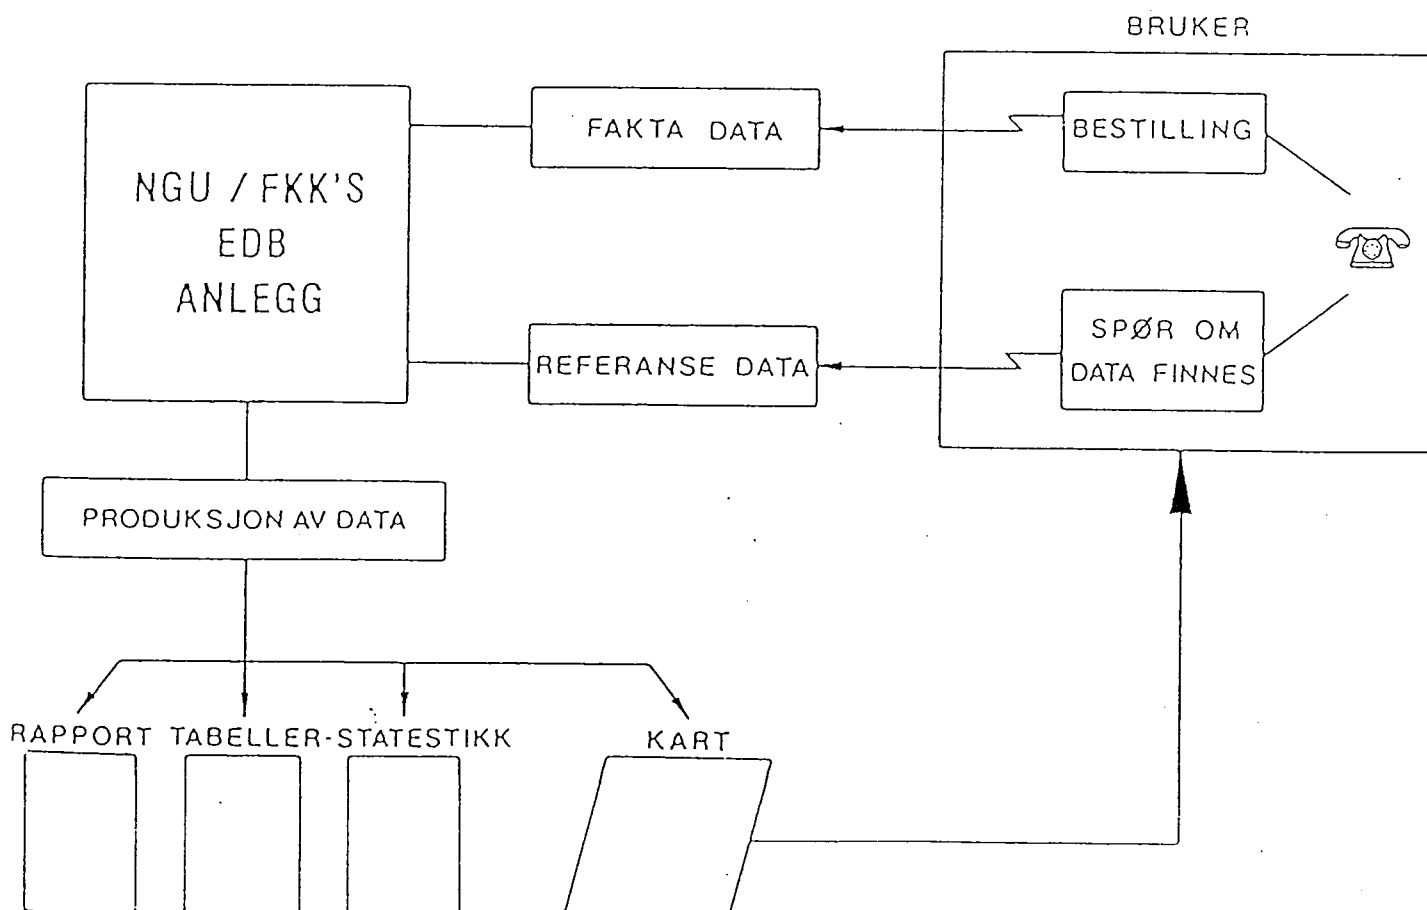 BRUKER
NGU / FKK'S
EDB
ANLEGG
FAKTA DATA
BESTILLING
REFERANSE DATA
SPØR OM
DATA FINNES
PRODUKSJON AV DATA
RAPPORT TABELLER-STATESTIKK
KART